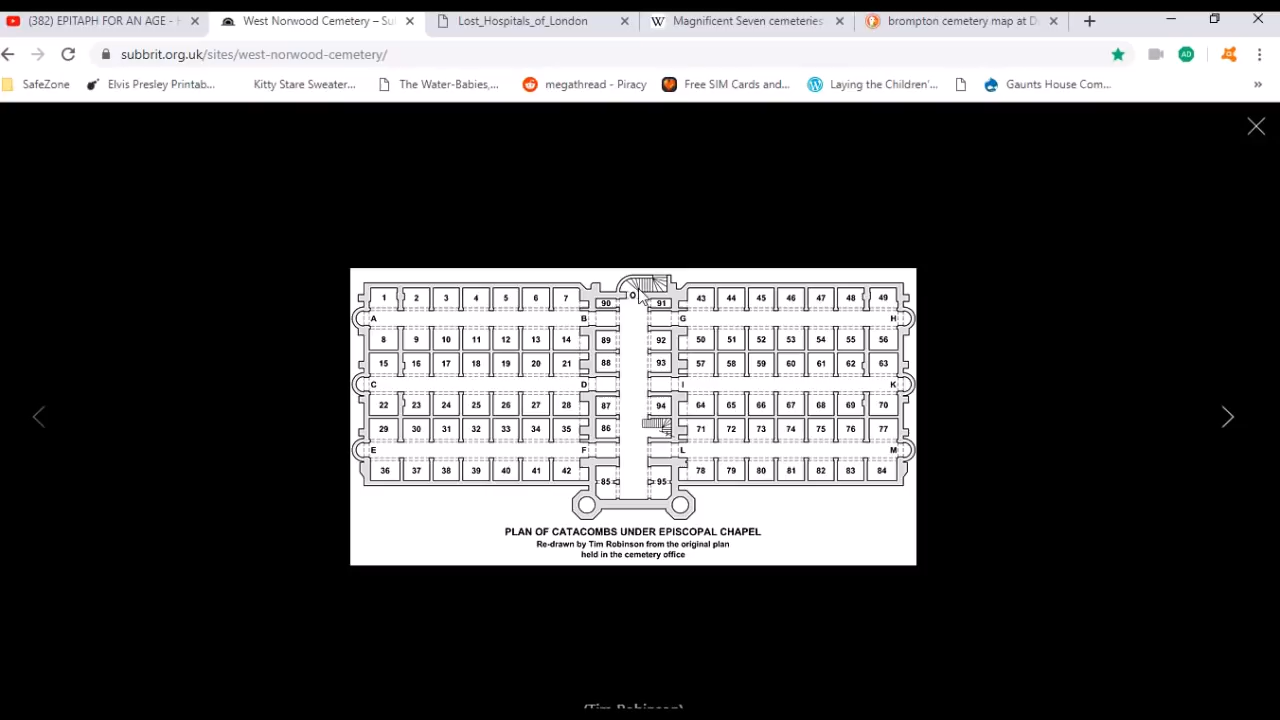 (382) EPITAPH FOR AN AGE -
West Norwood Cemetery – Su
Lost_Hospitals_of_London
Magnificent Seven cemeteries
brompton cemetery map at D
subbrit.org.uk/sites/west-norwood-cemetery/
AD
SafeZone
Elvis Presley Printab...
Kitty Stare Sweater...
The Water-Babies,...
megathread - Piracy
Free SIM Cards and...
Laying the Children'...
Gaunts House Com...
»
1 2 3 4 5 6 7 90 O 91 43 44 45 46 47 48 49
A B G H
8 9 10 11 12 13 14 89 92 50 51 52 53 54 55 56
15 16 17 18 19 20 21 88 93 57 58 59 60 61 62 63
C D I K
22 23 24 25 26 27 28 87 94 64 65 66 67 68 69 70
29 30 31 32 33 34 35 86 71 72 73 74 75 76 77
E F L M
36 37 38 39 40 41 42 85 95 78 79 80 81 82 83 84
PLAN OF CATACOMBS UNDER EPISCOPAL CHAPEL
Re-drawn by Tim Robinson from the original plan
held in the cemetery office
(Tim Robinson)